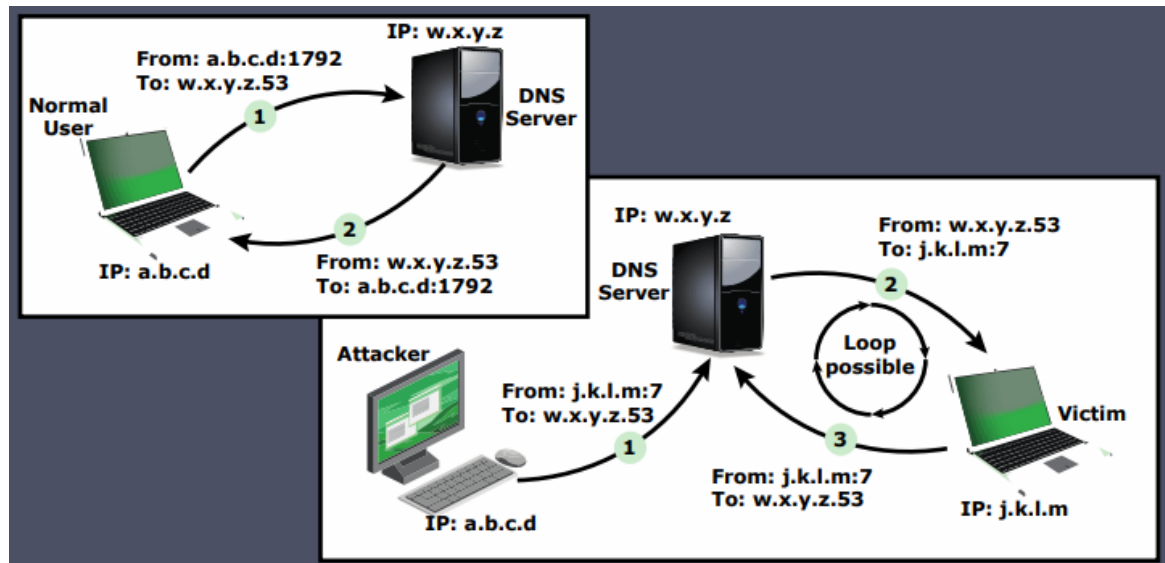 IP: w.x.y.z
From: a.b.c.d:1792
To: w.x.y.z.53
Normal
User
1
DNS
Server
2
IP: a.b.c.d
From: w.x.y.z.53
To: a.b.c.d:1792
IP: w.x.y.z
From: w.x.y.z.53
To: j.k.l.m:7
DNS
Server
2
Attacker
Loop
possible
From: j.k.l.m:7
To: w.x.y.z.53
1
Victim
3
From: j.k.l.m:7
To: w.x.y.z.53
IP: a.b.c.d
IP: j.k.l.m